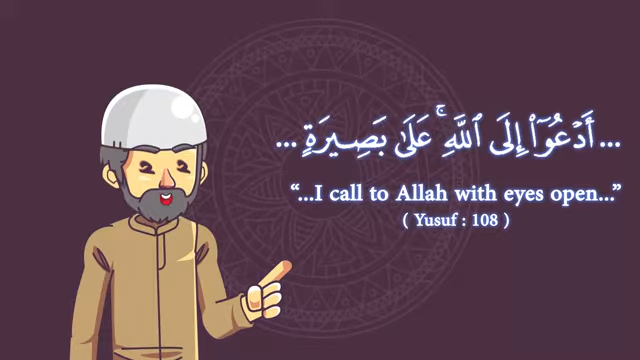 ... أَدْعُوٓا۟ إِلَى ٱللَّهِ ۚ عَلَىٰ بَصِيرَةٍ ...
“...I call to Allah with eyes open...”
( Yusuf : 108 )